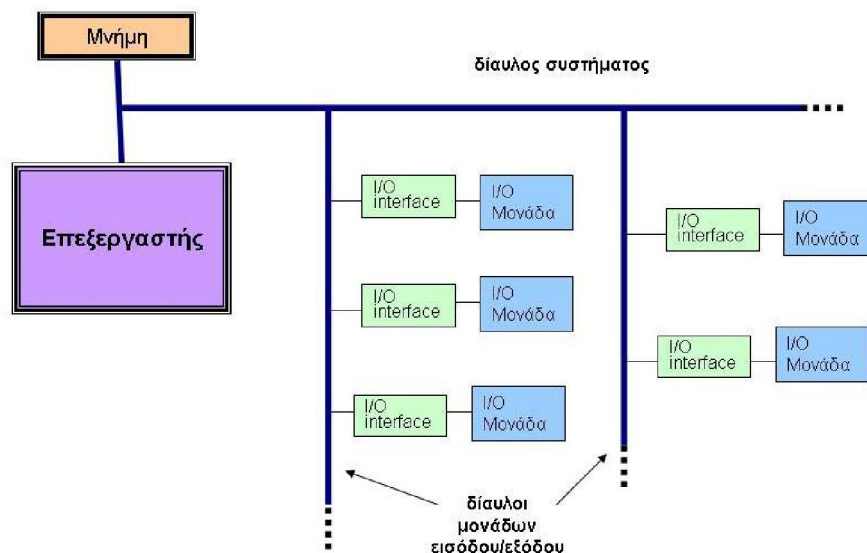 Μνήμη
δίαυλος συστήματος
Επεξεργαστής
I/O
interface
I/O
Μονάδα
I/O
interface
I/O
Μονάδα
I/O
interface
I/O
Μονάδα
I/O
interface
I/O
Μονάδα
I/O
interface
I/O
Μονάδα
δίαυλοι
μονάδων
εισόδου/εξόδου